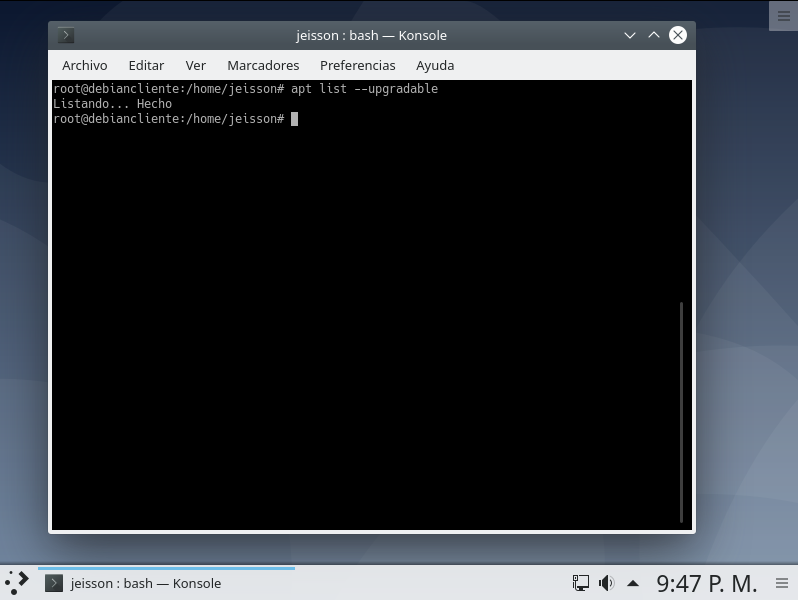 jeisson : bash — Konsole
Archivo Editar Ver Marcadores Preferencias Ayuda
root@debiancliente:/home/jeisson# apt list --upgradable
Listando... Hecho
root@debiancliente:/home/jeisson#
jeisson : bash — Konsole
9:47 P. M.